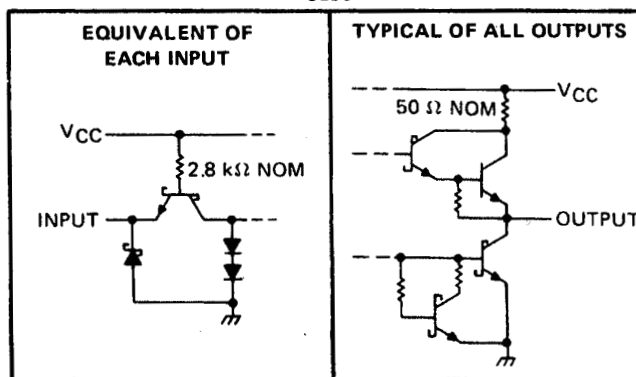 EQUIVALENT OF
EACH INPUT
VCC
2.8 kΩ NOM
INPUT
TYPICAL OF ALL OUTPUTS
VCC
50 Ω NOM
OUTPUT